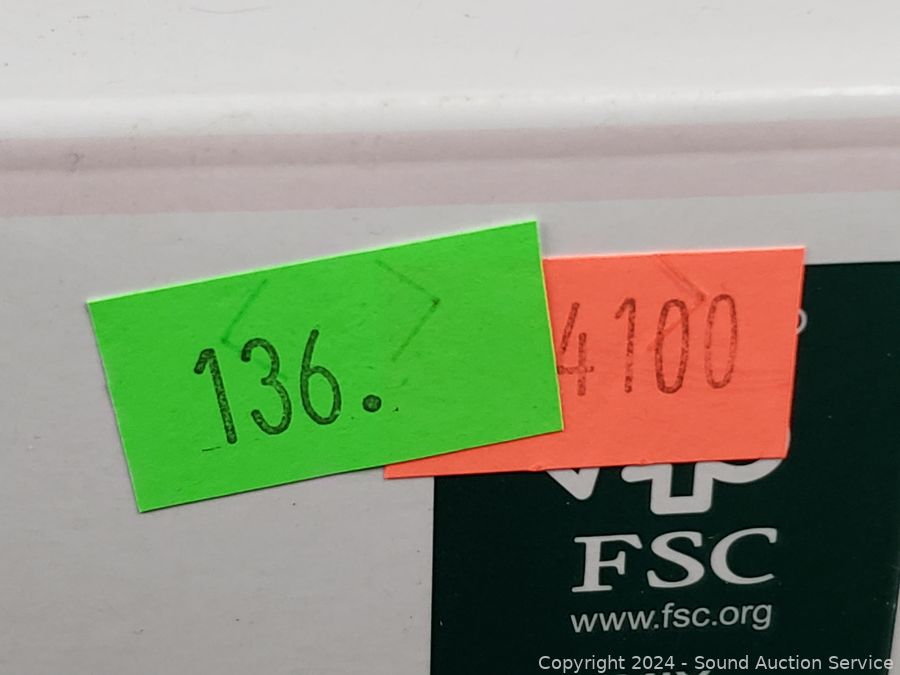 136.
4100
FSC
www.fsc.org
Copyright 2024 - Sound Auction Service